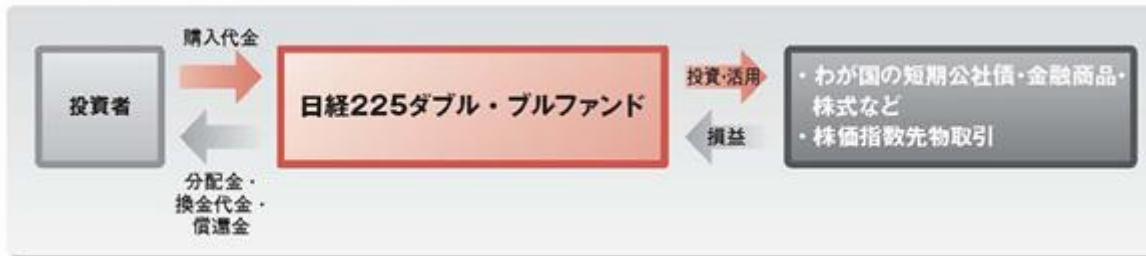 購入代金
投資者
分配金・
換金代金・
償還金
日経225ダブル・ブルファンド
投資・活用
損益
・わが国の短期公社債・金融商品・
株式など
・株価指数先物取引